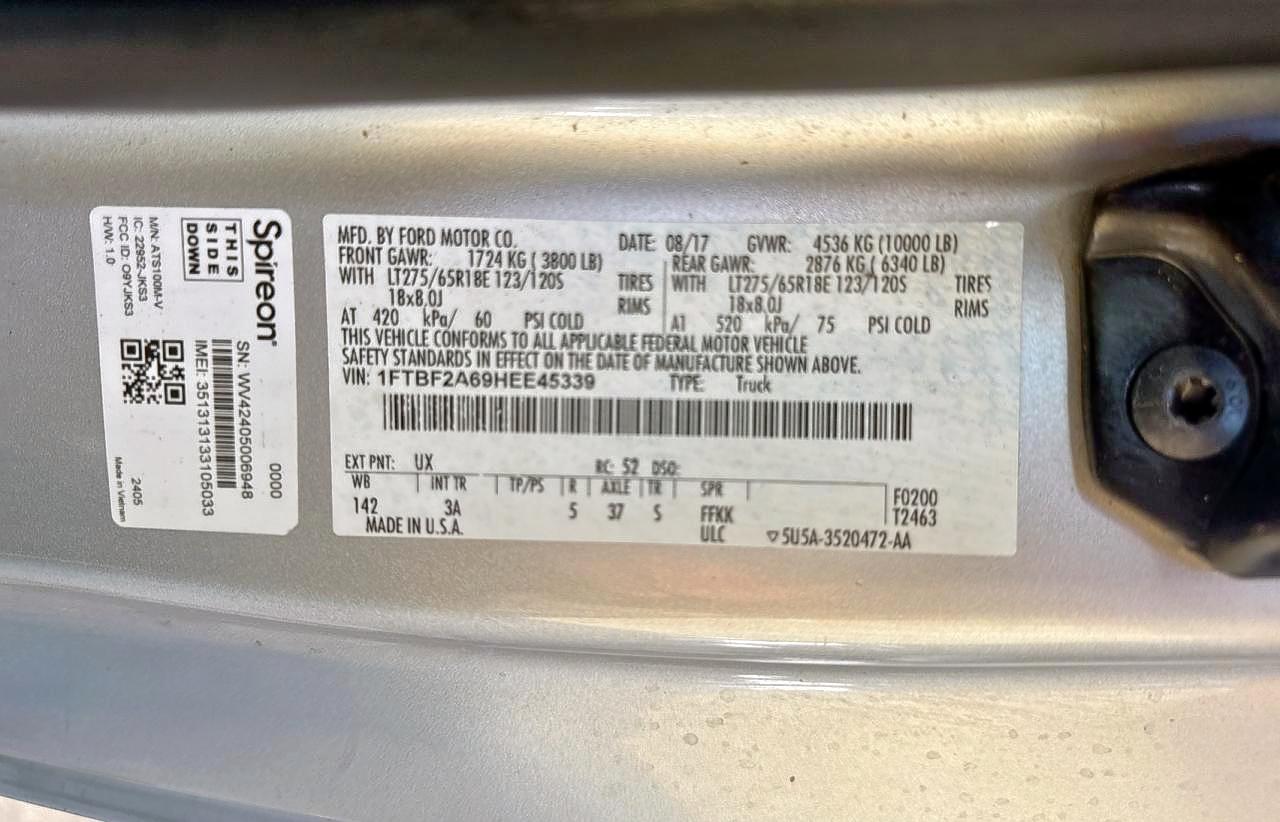 Spireon
THIS
SIDE
DOWN
M/N: ATS100M-V
IC: 22952-JKS3
FCC ID: O9YJKS3
H/W: 1.0
0000
SN: WV42405006948
IMEI: 351313133105033
2405
Made in Vietnam
MFD. BY FORD MOTOR CO. DATE: 08/17 GVWR: 4536 KG (10000 LB)
FRONT GAWR: 1724 KG ( 3800 LB) REAR GAWR: 2876 KG ( 6340 LB)
WITH LT275/65R18E 123/120S TIRES WITH LT275/65R18E 123/120S TIRES
18x8.0J RIMS 18x8.0J RIMS
AT 420 kPa/ 60 PSI COLD AT 520 kPa/ 75 PSI COLD
THIS VEHICLE CONFORMS TO ALL APPLICABLE FEDERAL MOTOR VEHICLE
SAFETY STANDARDS IN EFFECT ON THE DATE OF MANUFACTURE SHOWN ABOVE.
VIN: 1FTBF2A69HEE45339 TYPE: Truck
EXT PNT: UX RC: 52 DSO:
WB INT TR TP/PS R AXLE TR SPR F0200
142 3A 5 37 S FFKK T2463
MADE IN U.S.A. ULC ▽5U5A-3520472-AA